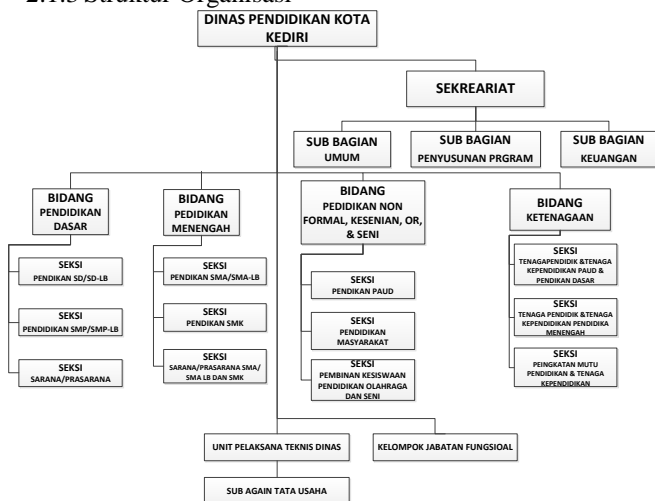 2.1.3 Struktur Organisasi
DINAS PENDIDIKAN KOTA
KEDIRI
SEKREARIAT
SUB BAGIAN
UMUM
SUB BAGIAN
PENYUSUNAN PRGRAM
SUB BAGIAN
KEUANGAN
BIDANG
PENDIDIKAN
DASAR
SEKSI
PENDIKAN SD/SD-LB
SEKSI
PENDIDIKAN SMP/SMP-LB
SEKSI
SARANA/PRASARANA
BIDANG
PEDIDIKAN
MENENGAH
SEKSI
PENDIKAN SMA/SMA-LB
SEKSI
PENDIKAN SMK
SEKSI
SARANA/PRASARANA SMA/
SMA LB DAN SMK
BIDANG
PEDIDIKAN NON
FORMAL, KESENIAN, OR,
& SENI
SEKSI
PENDIKAN PAUD
SEKSI
PENDIDIKAN
MASYARAKAT
SEKSI
PEMBINAN KESISWAAN
PENDIDIKAN OLAHRAGA
DAN SENI
BIDANG
KETENAGAAN
SEKSI
TENAGAPENDIDIK &TENAGA
KEPENDIDIKAN PAUD &
PENDIKAN DASAR
SEKSI
TENAGA PENDIDIK &TENAGA
KEPENDIDIKAN PENDIDIKA
MENENGAH
SEKSI
PEINGKATAN MUTU
PENDIDIKAN & TENAGA
KEPENDIDIKAN
UNIT PELAKSANA TEKNIS DINAS
KELOMPOK JABATAN FUNGSIOAL
SUB AGAIN TATA USAHA